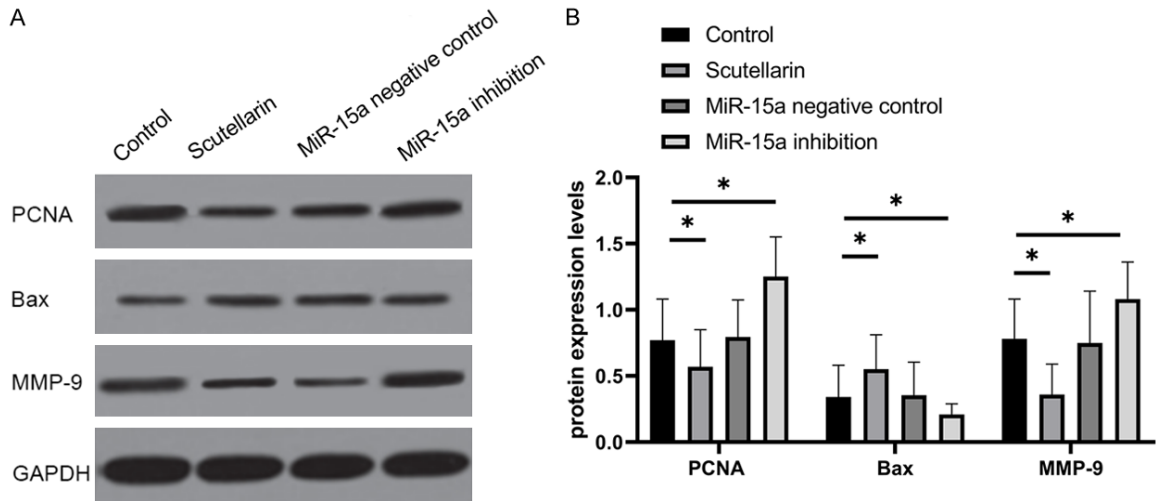 A
Control
Scutellarin
MiR-15a negative control
MiR-15a inhibition
PCNA
Bax
MMP-9
GAPDH
B
Control
Scutellarin
MiR-15a negative control
MiR-15a inhibition
protein expression levels
2.0
1.5
1.0
0.5
0.0
*
*
*
*
*
*
PCNA Bax MMP-9